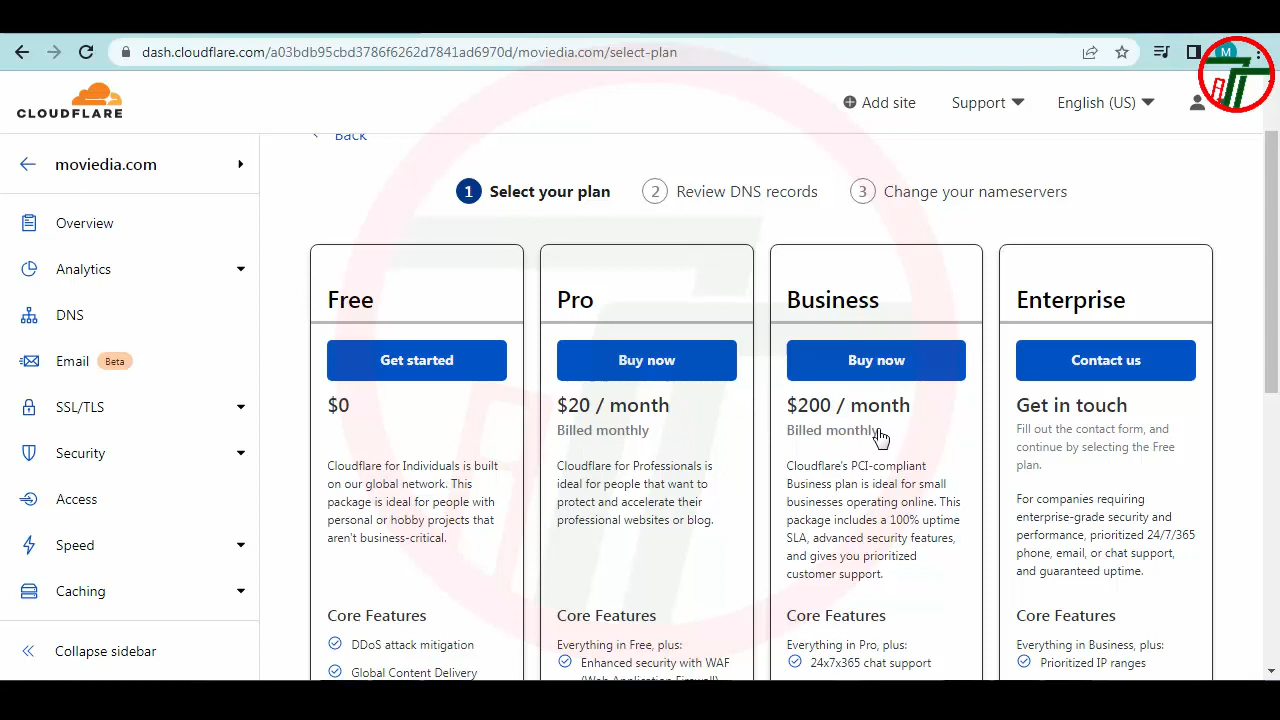 dash.cloudflare.com/a03bdb95cbd3786f6262d7841ad6970d/moviedia.com/select-plan
M
CLOUDFLARE
Add site
Support
English (US)
moviedia.com
Back
1 Select your plan
2 Review DNS records
3 Change your nameservers
Overview
Analytics
DNS
Email Beta
SSL/TLS
Security
Access
Speed
Caching
Collapse sidebar
Free
Get started
$0
Cloudflare for Individuals is built
on our global network. This
package is ideal for people with
personal or hobby projects that
aren't business-critical.
Core Features
DDoS attack mitigation
Global Content Delivery
Pro
Buy now
$20 / month
Billed monthly
Cloudflare for Professionals is
ideal for people that want to
protect and accelerate their
professional websites or blog.
Core Features
Everything in Free, plus:
Enhanced security with WAF
(Web Application Firewall)
Business
Buy now
$200 / month
Billed monthly
Cloudflare's PCI-compliant
Business plan is ideal for small
businesses operating online. This
package includes a 100% uptime
SLA, advanced security features,
and gives you prioritized
customer support.
Core Features
Everything in Pro, plus:
24x7x365 chat support
Enterprise
Contact us
Get in touch
Fill out the contact form, and
continue by selecting the Free
plan.
For companies requiring
enterprise-grade security and
performance, prioritized 24/7/365
phone, email, or chat support,
and guaranteed uptime.
Core Features
Everything in Business, plus:
Prioritized IP ranges